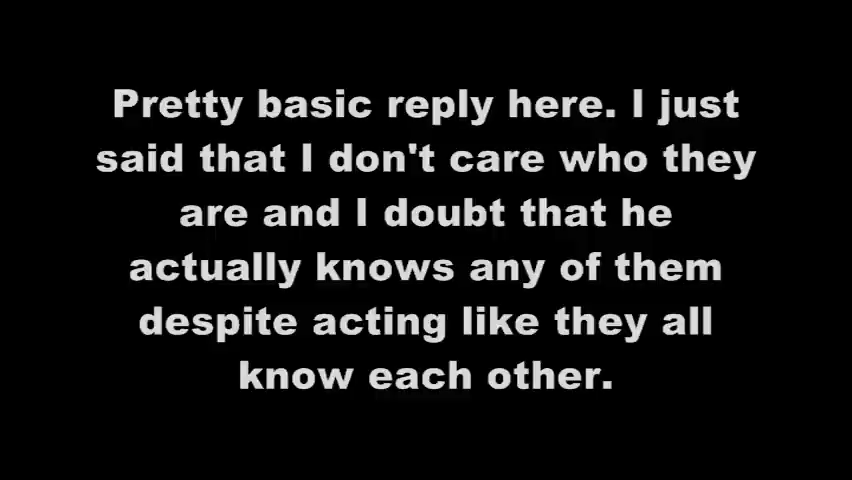 Pretty basic reply here. I just
said that I don't care who they
are and I doubt that he
actually knows any of them
despite acting like they all
know each other.